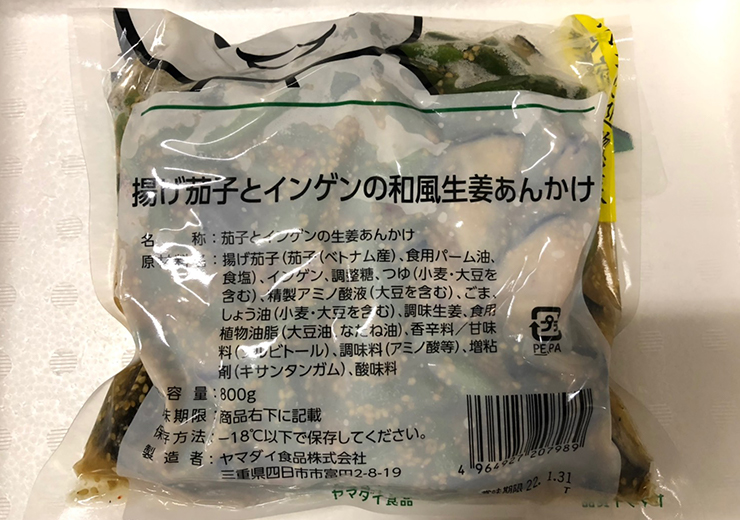 揚げ茄子とインゲンの和風生姜あんかけ
名称：茄子とインゲンの生姜あんかけ
原材料名：揚げ茄子(茄子(ベトナム産)、食用パーム油、
食塩)、インゲン、調整糖、つゆ(小麦・大豆を
含む)、精製アミノ酸液(大豆を含む)、ごま、
しょう油(小麦・大豆を含む)、調味生姜、食用
植物油脂(大豆油、なたね油)、香辛料／甘味
料(ソルビトール)、調味料(アミノ酸等)、増粘
剤(キサンタンガム)、酸味料
容量：800g
味期限：商品右下に記載
保存方法：−18℃以下で保存してください。
製造者：ヤマダイ食品株式会社
三重県四日市市富田2-8-19
プラ
PE,PA
4 964927 207989
賞味期限 22. 1.31
ヤマダイ食品